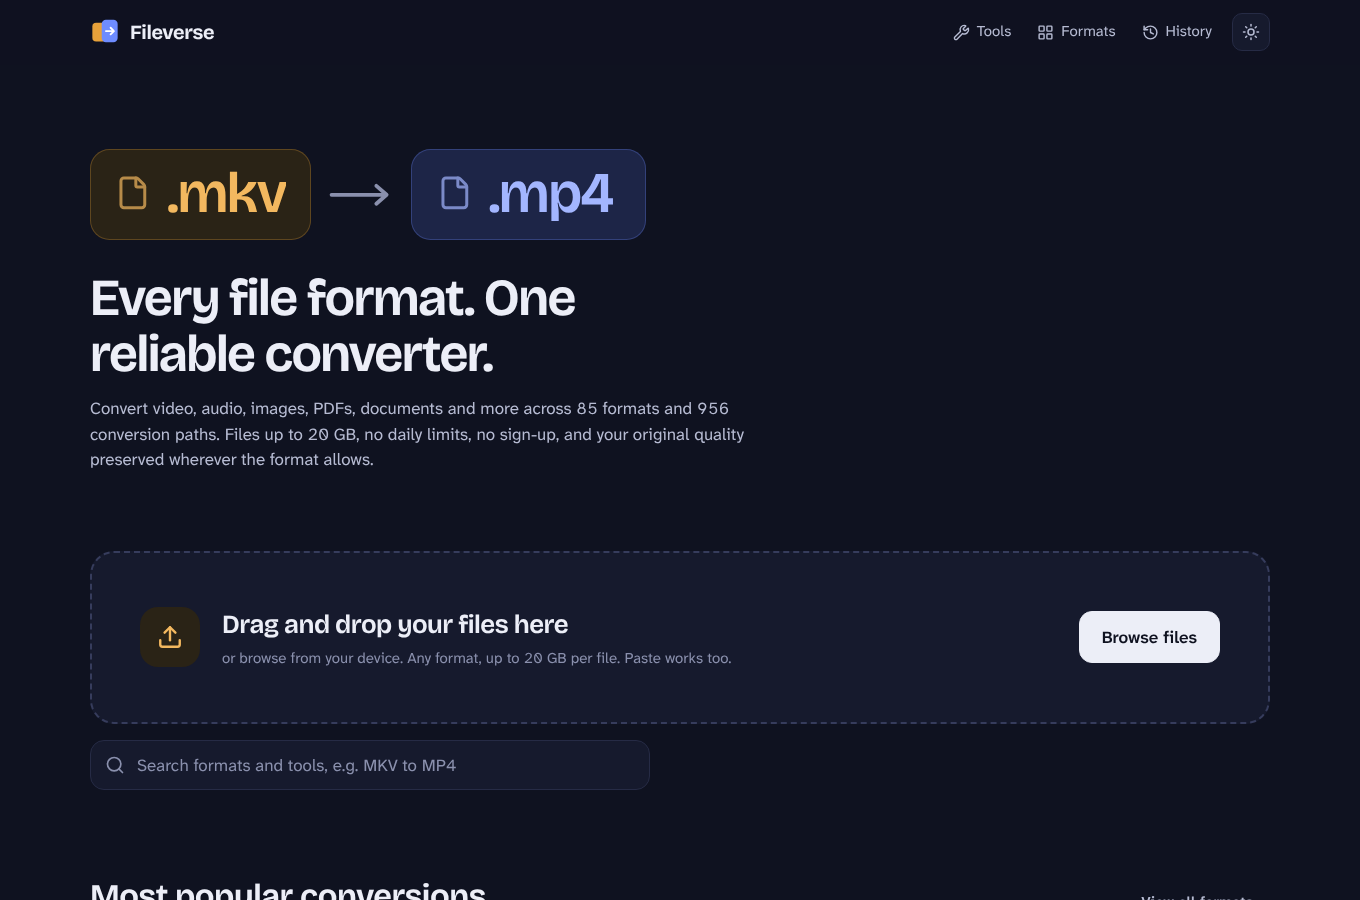 Fileverse
Tools
Formats
History
.mkv
.mp4
Every file format. One
reliable converter.
Convert video, audio, images, PDFs, documents and more across 85 formats and 956
conversion paths. Files up to 20 GB, no daily limits, no sign-up, and your original quality
preserved wherever the format allows.
Drag and drop your files here
or browse from your device. Any format, up to 20 GB per file. Paste works too.
Browse files
Search formats and tools, e.g. MKV to MP4
Most popular conversions
View all formats